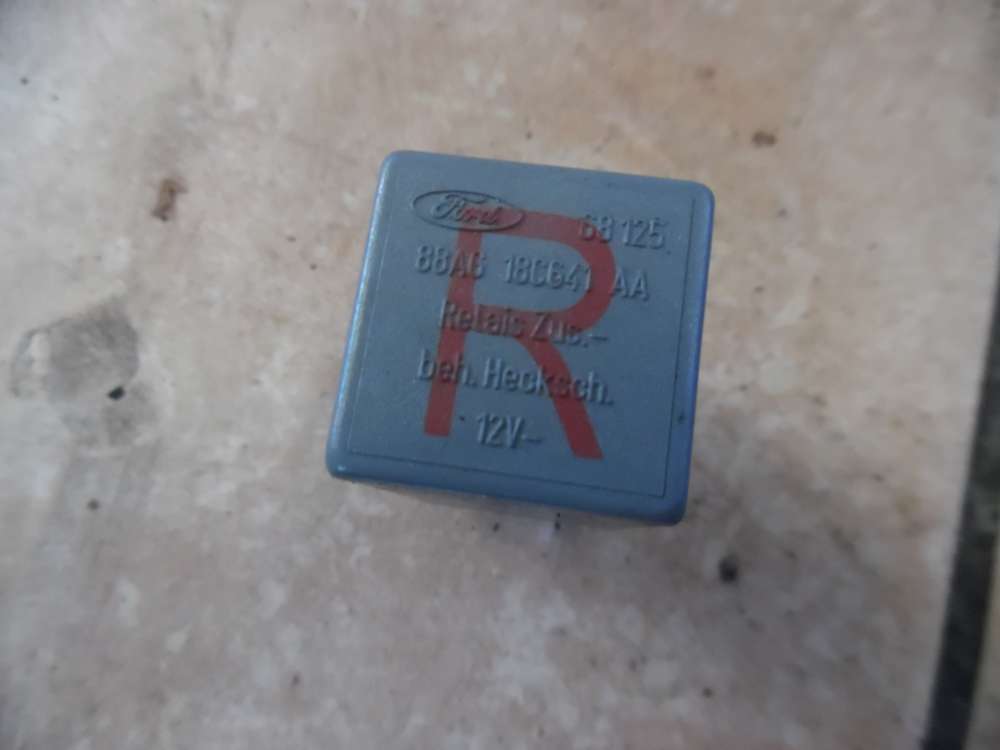 Ford 68 125
88AG 18C641 AA
Relais Zus.-
beh. Hecksch.
12V-
R